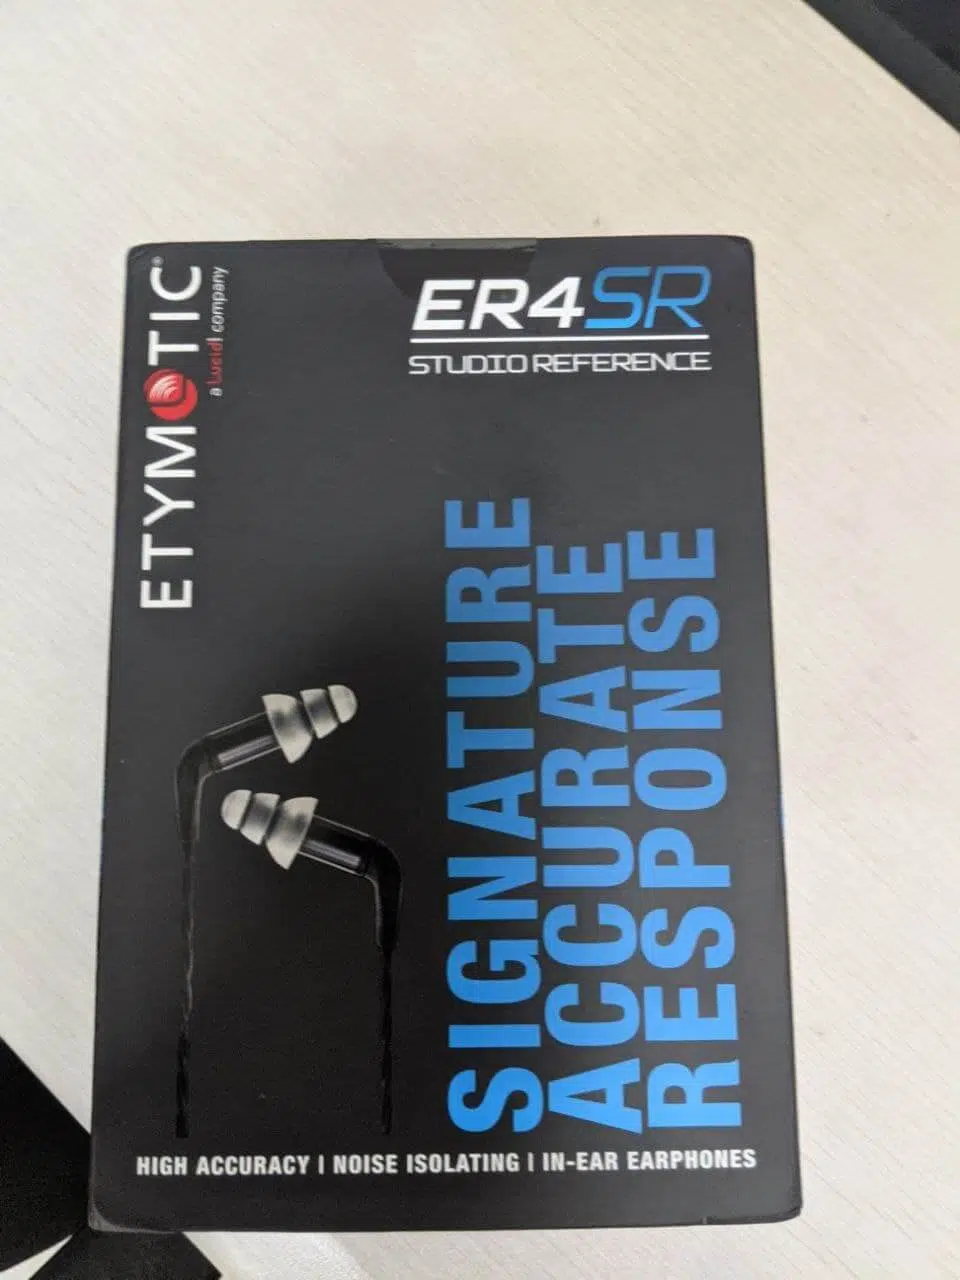 ETYMOTIC®
a Lucid company
ER4SR
STUDIO REFERENCE
SIGNATURE
ACCURATE
RESPONSE
HIGH ACCURACY | NOISE ISOLATING | IN-EAR EARPHONES